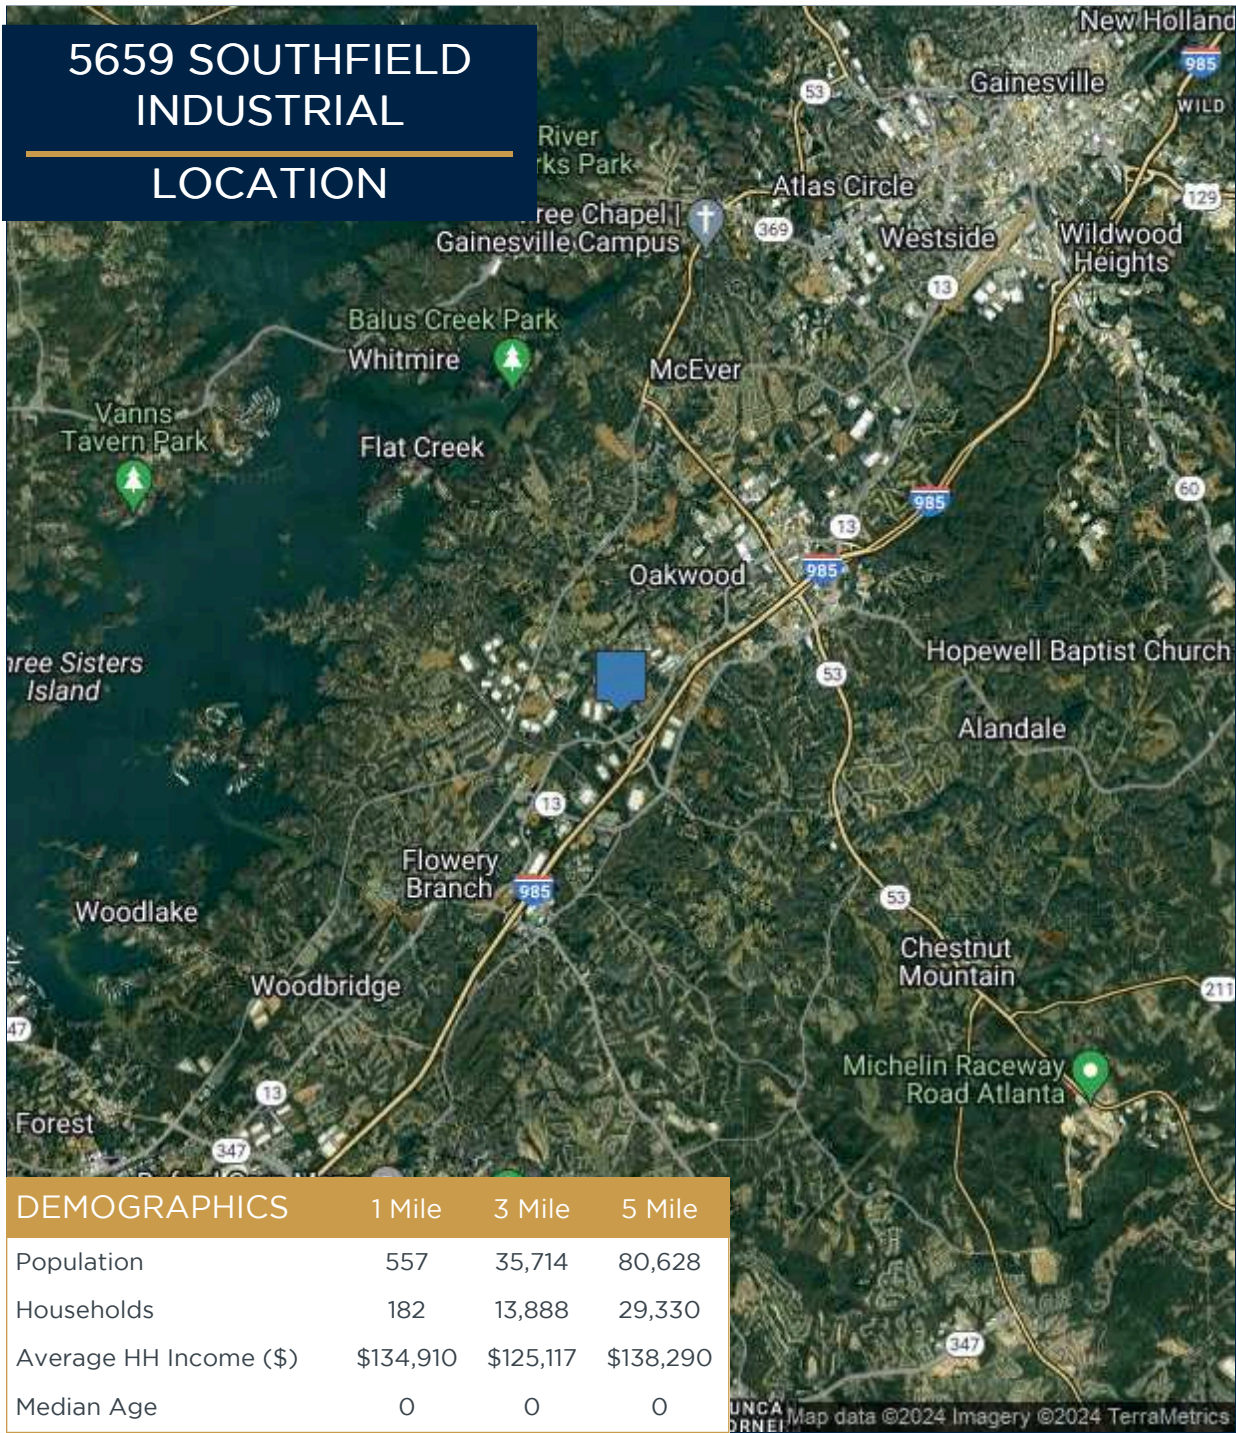 5659 SOUTHFIELD
INDUSTRIAL
LOCATION
New Holland
985
Gainesville
53
WILD
River
Park
Atlas Circle
129
Chapel |
Gainesville Campus
369
Westside
Wildwood
Heights
13
Balus Creek Park
Whitmire
McEver
Vanns
Tavern Park
Flat Creek
60
985
13
Oakwood
985
Hopewell Baptist Church
Sisters
Island
53
Alandale
13
Flowery
Branch
985
53
Woodlake
Chestnut
Mountain
Woodbridge
211
47
Michelin Raceway
Road Atlanta
13
Forest
347
DEMOGRAPHICS 1 Mile 3 Mile 5 Mile
Population 557 35,714 80,628
Households 182 13,888 29,330
Average HH Income ($) $134,910 $125,117 $138,290
Median Age 0 0 0
347
Map data ©2024 Imagery ©2024 TerraMetrics